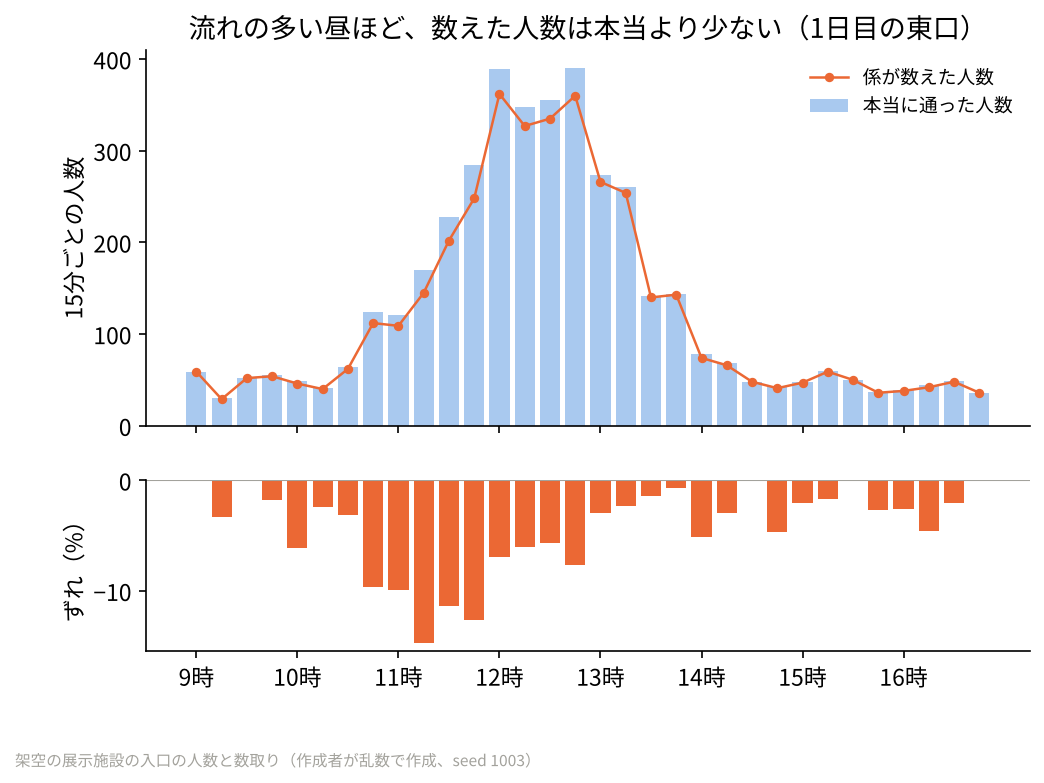 流れの多い昼ほど、数えた人数は本当より少ない（1日目の東口）
係が数えた人数
本当に通った人数
15分ごとの人数
400
300
200
100
0
ずれ（%）
0
−10
9時
10時
11時
12時
13時
14時
15時
16時
架空の展示施設の入口の人数と数取り（作成者が乱数で作成、seed 1003）